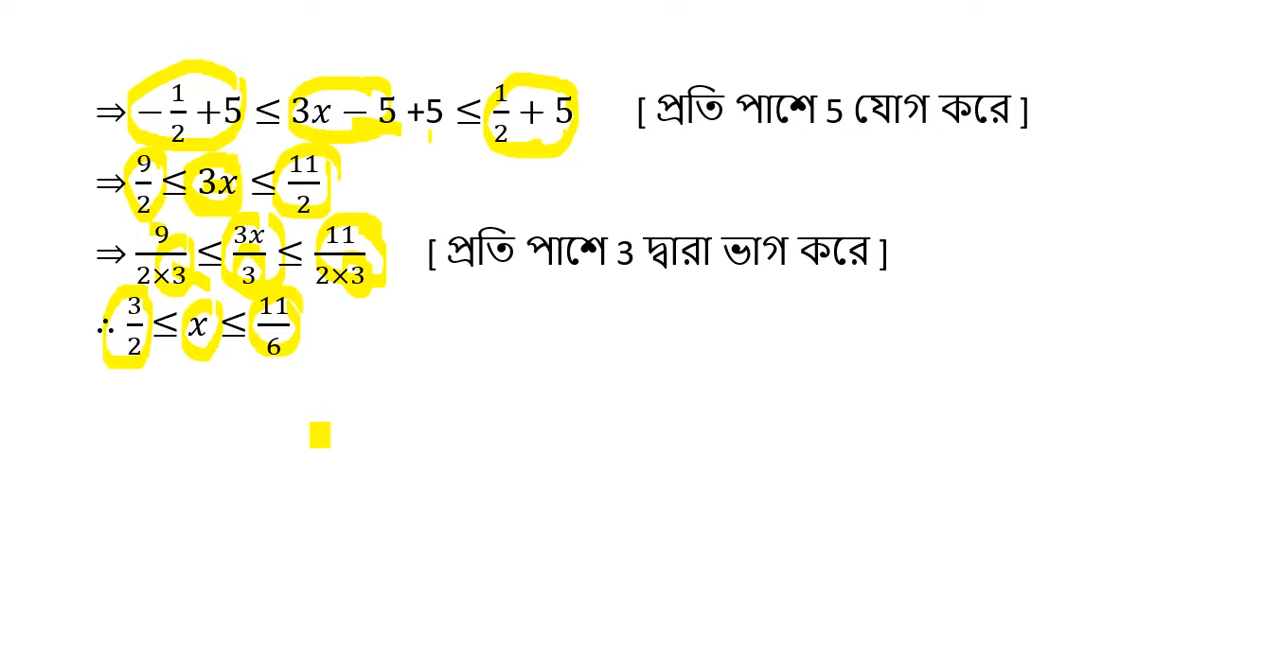 ⇒ −1/2 +5 ≤ 3x − 5 +5 ≤ 1/2 + 5 [ প্রতি পাশে 5 যোগ করে ]
⇒ 9/2 ≤ 3x ≤ 11/2
⇒ 9/2×3 ≤ 3x/3 ≤ 11/2×3 [ প্রতি পাশে 3 দ্বারা ভাগ করে ]
∴ 3/2 ≤ x ≤ 11/6